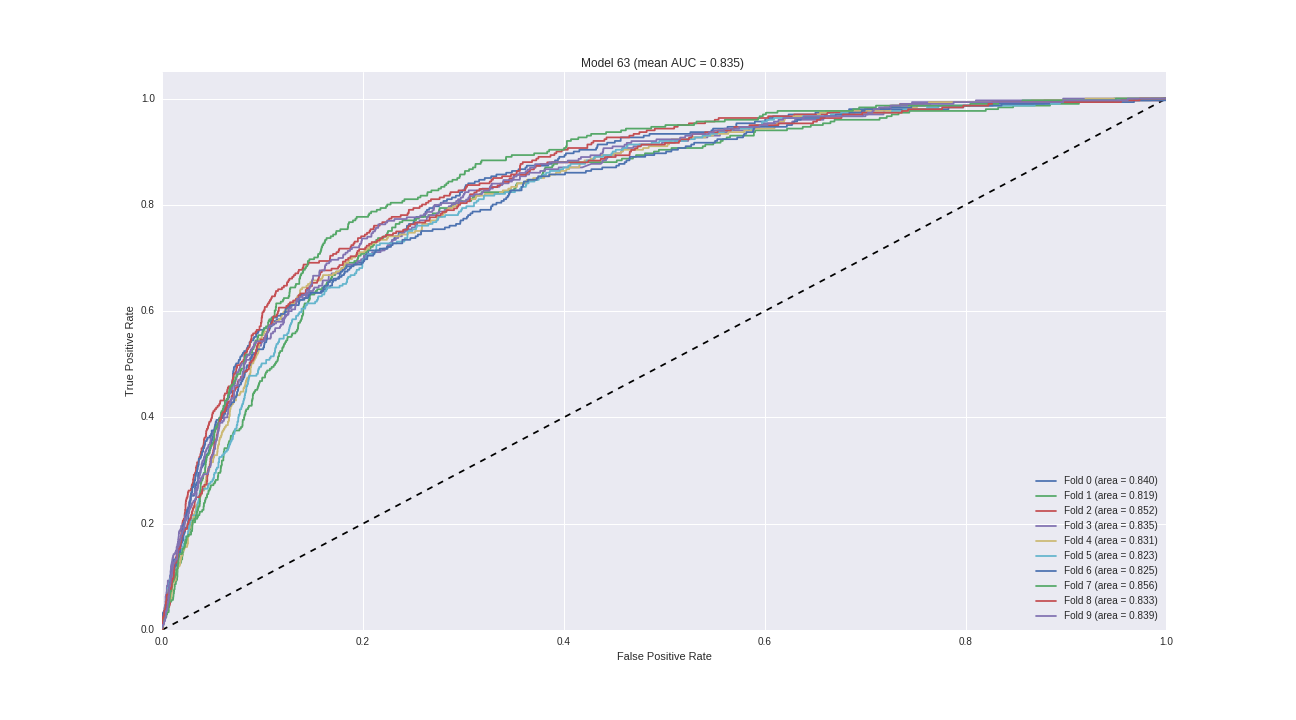 Model 63 (mean AUC = 0.835)
1.0
0.8
0.6
0.4
0.2
0.0
True Positive Rate
0.0 0.2 0.4 0.6 0.8 1.0
False Positive Rate
Fold 0 (area = 0.840)
Fold 1 (area = 0.819)
Fold 2 (area = 0.852)
Fold 3 (area = 0.835)
Fold 4 (area = 0.831)
Fold 5 (area = 0.823)
Fold 6 (area = 0.825)
Fold 7 (area = 0.856)
Fold 8 (area = 0.833)
Fold 9 (area = 0.839)